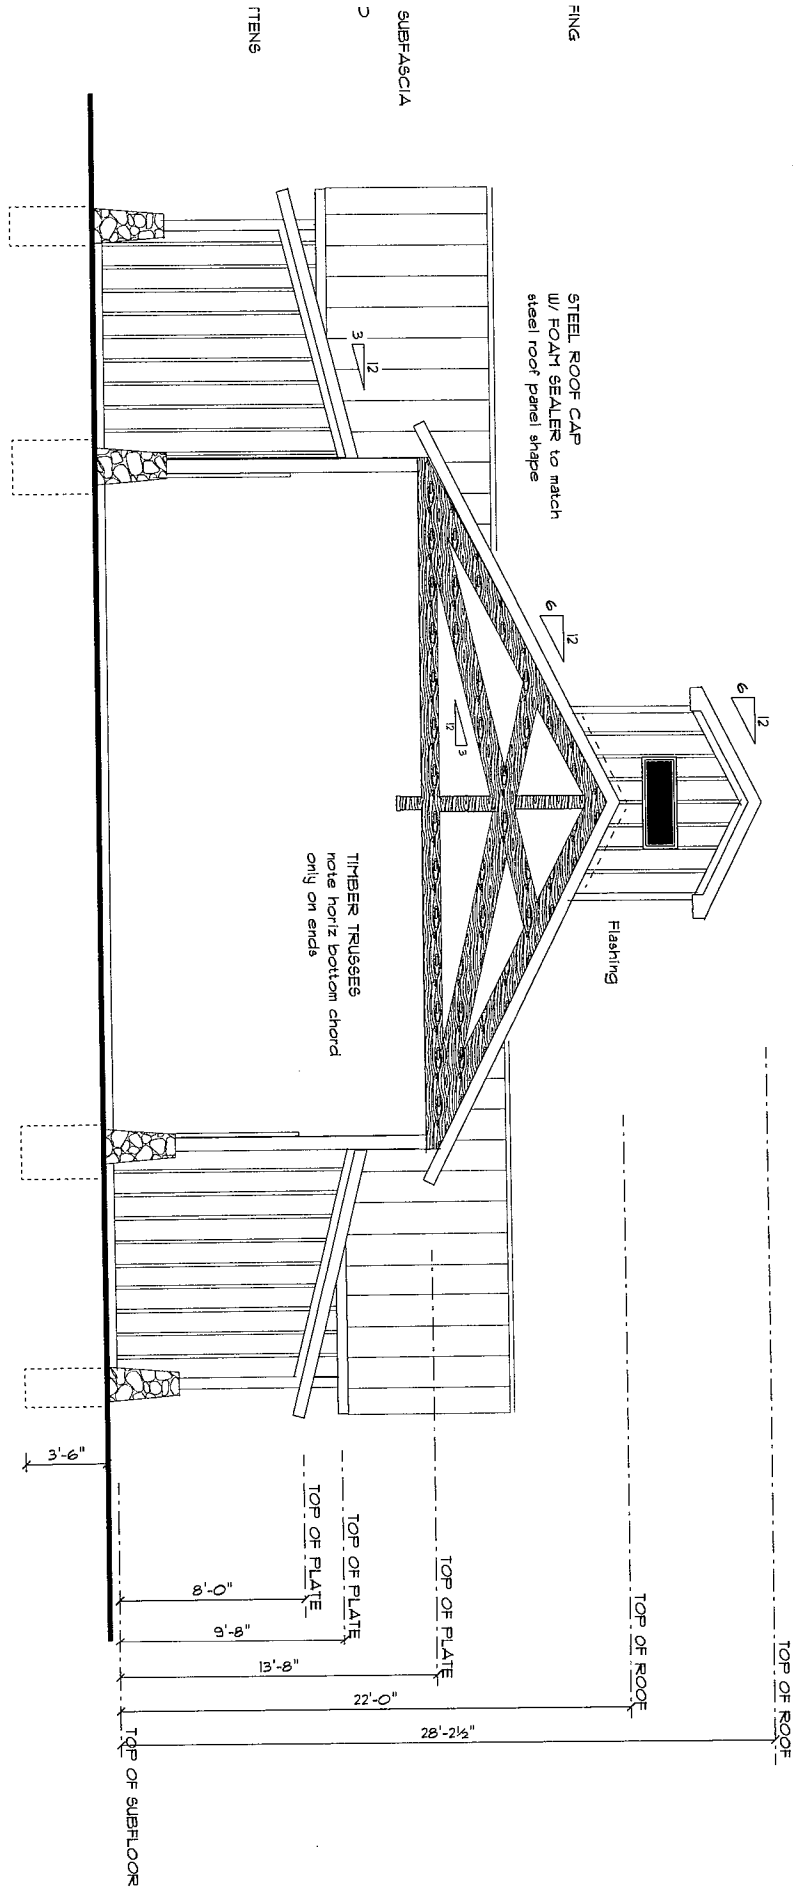 FING
SUBFASCIA
STEEL ROOF CAP
W/ FOAM SEALER to match
steel roof panel shape
12
3
12
6
12
6
12
3
Flashing
TIMBER TRUSSES
note horiz bottom chord
only on ends
TOP OF ROOF
TOP OF ROOF
TOP OF PLATE
TOP OF PLATE
TOP OF PLATE
TOP OF SUBFLOOR
3'-6"
8'-0"
9'-8"
13'-8"
22'-0"
28'-2½"